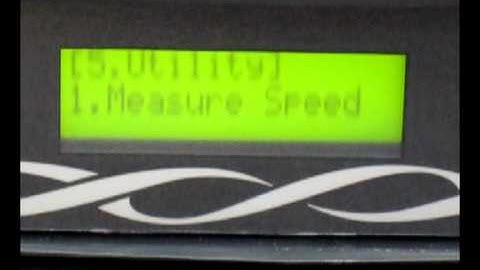 [5.Utility]
1.Measure Speed